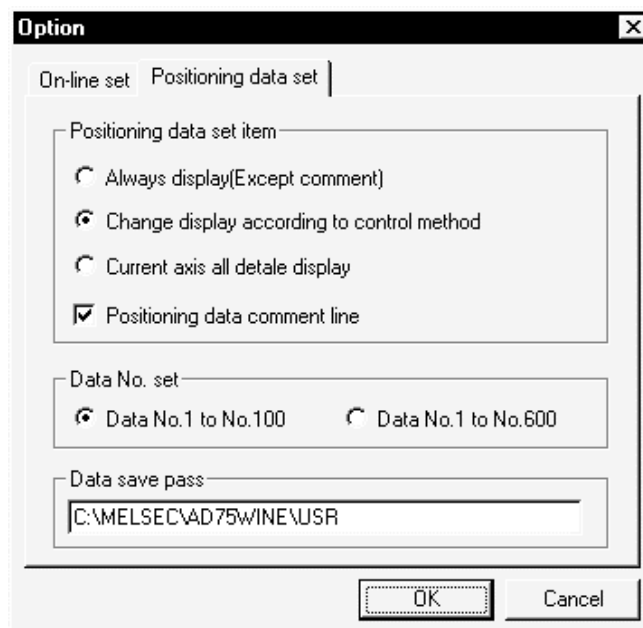 Option
On-line set Positioning data set
Positioning data set item
Always display(Except comment)
Change display according to control method
Current axis all detale display
Positioning data comment line
Data No. set
Data No.1 to No.100 Data No.1 to No.600
Data save pass
C:\MELSEC\AD75WINE\USR
OK Cancel